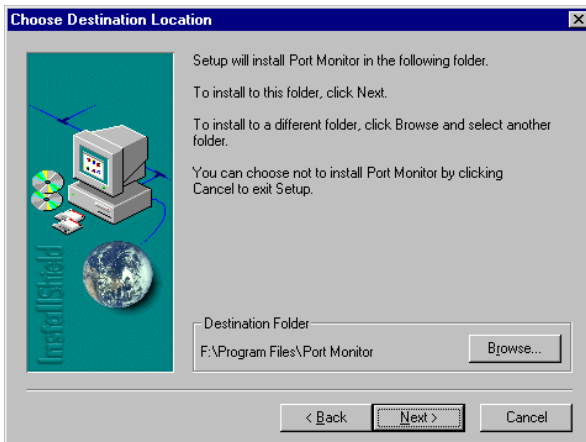 Choose Destination Location
Setup will install Port Monitor in the following folder.
To install to this folder, click Next.
To install to a different folder, click Browse and select another
folder.
You can choose not to install Port Monitor by clicking
Cancel to exit Setup.
InstallShield
Destination Folder
F:\Program Files\Port Monitor
Browse...
< Back
Next >
Cancel